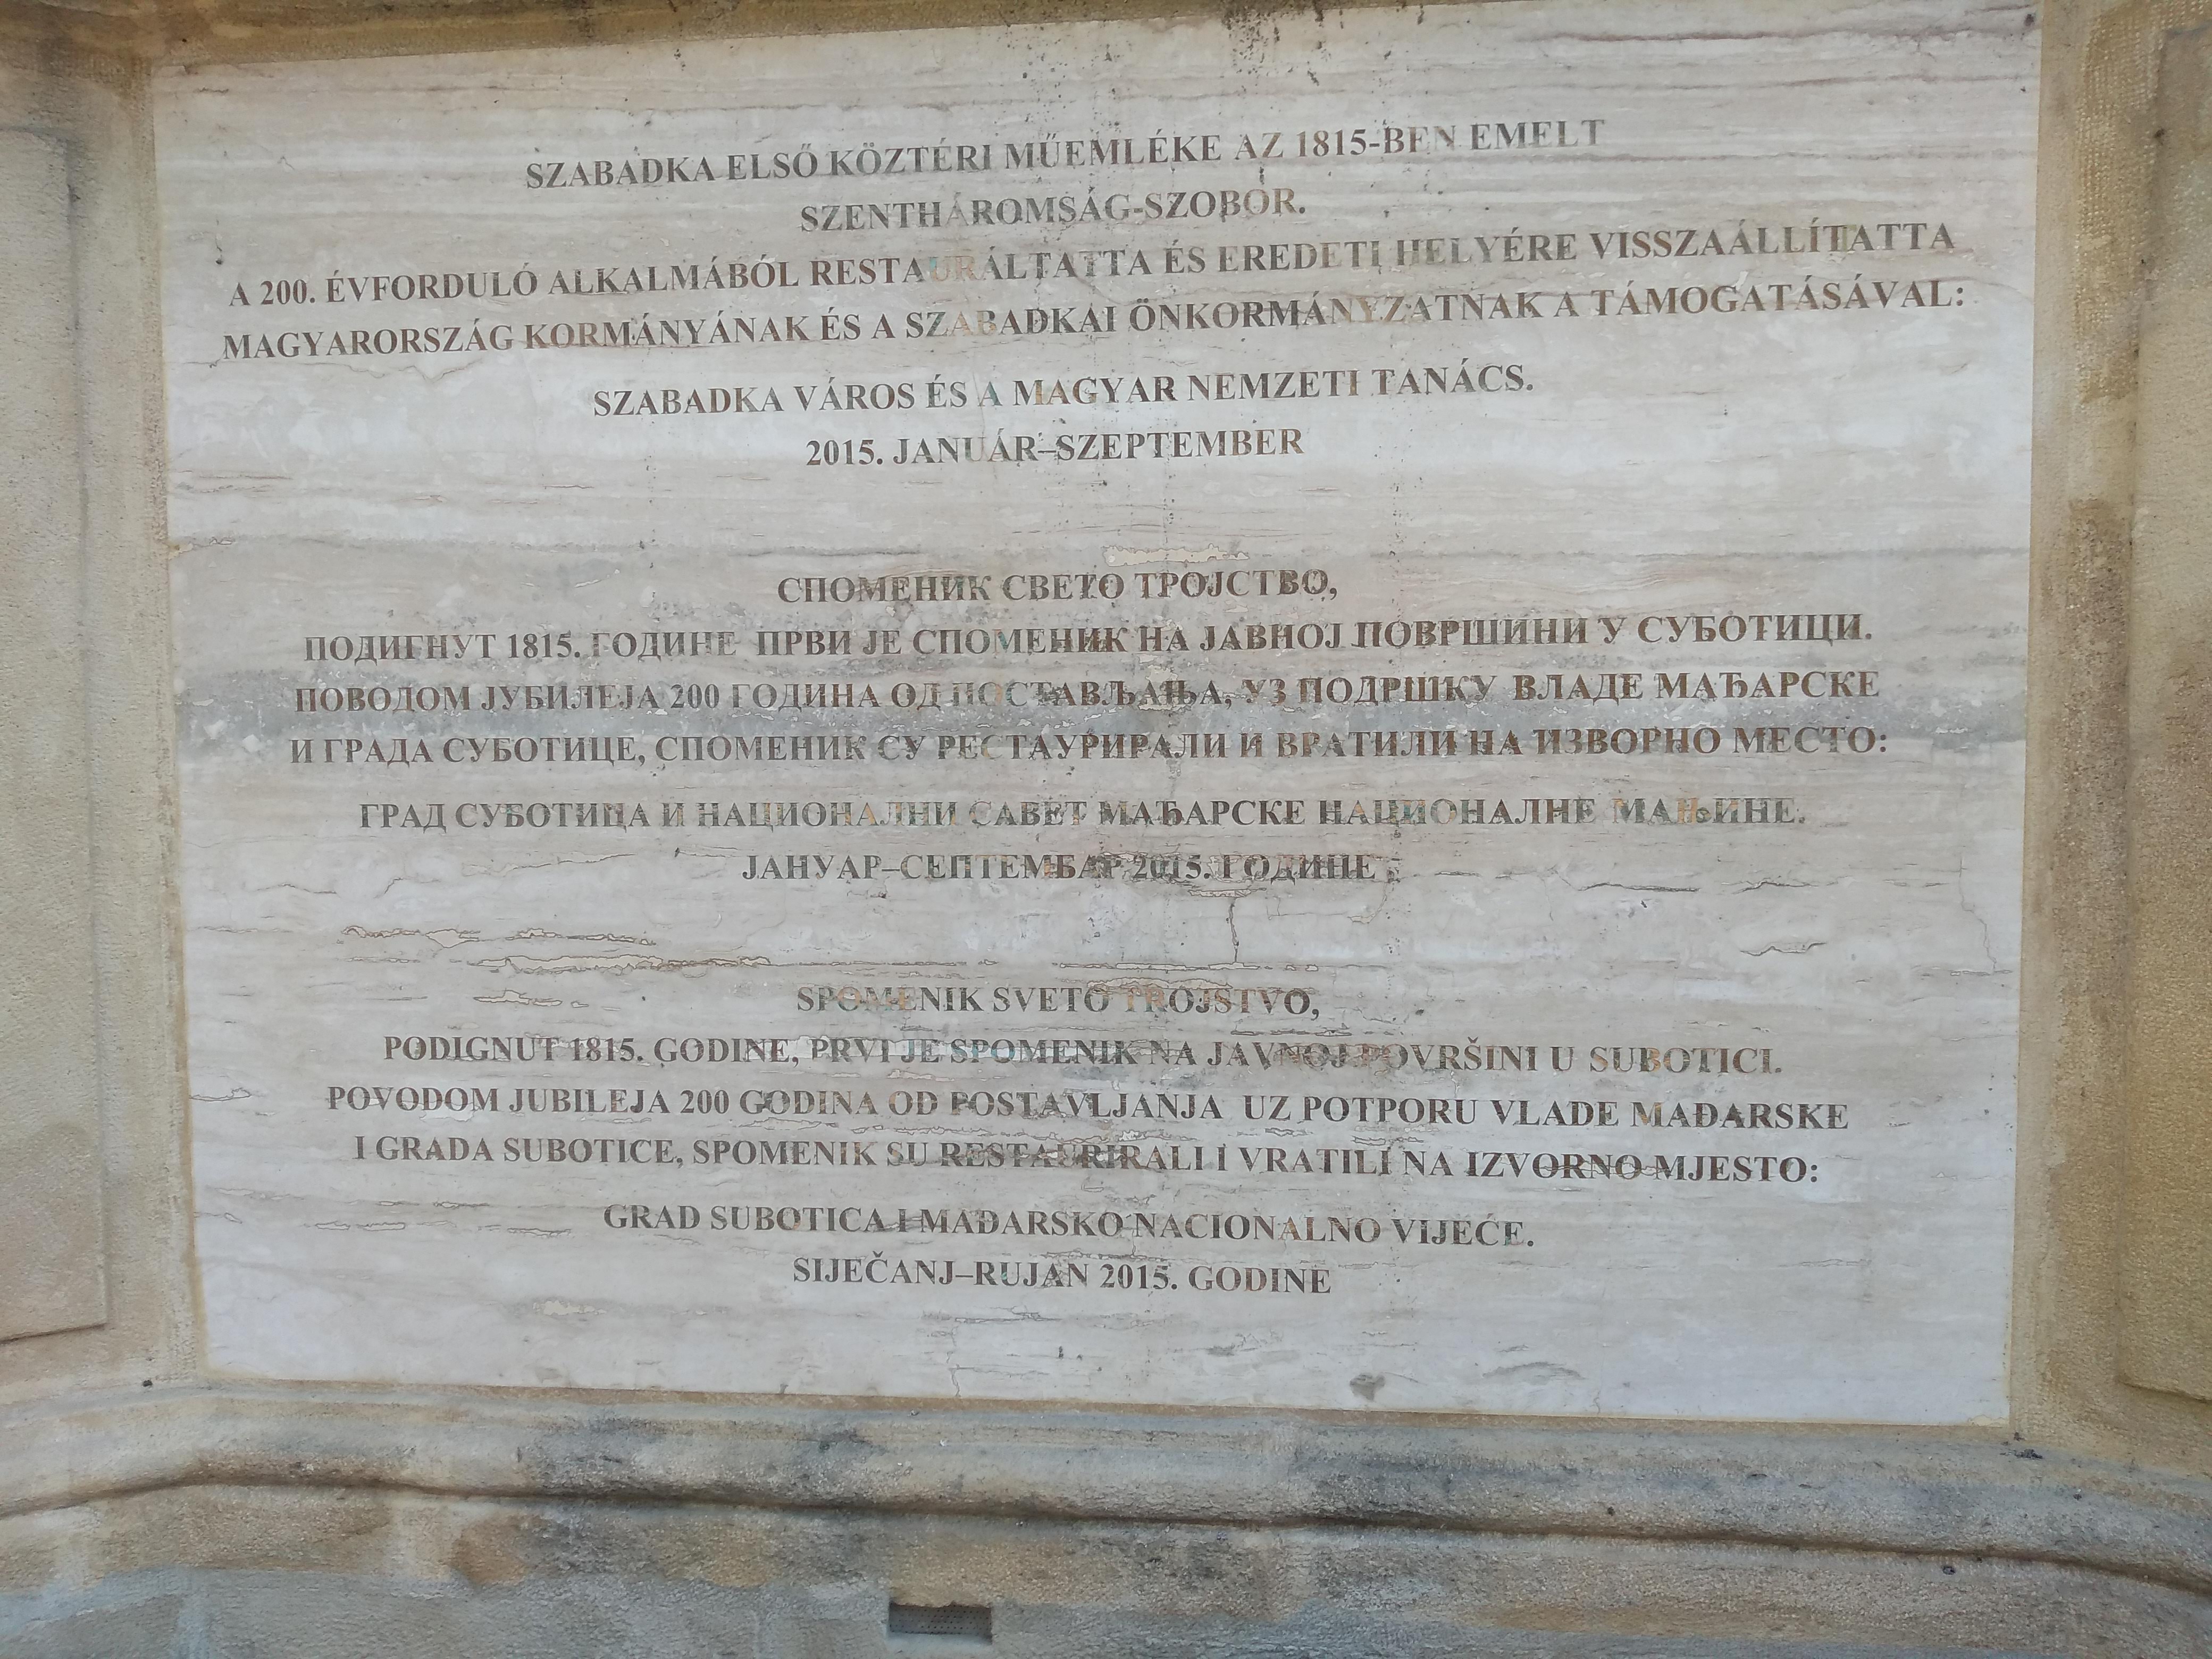 SZABADKA ELSŐ KÖZTÉRI MŰEMLÉKE AZ 1815-BEN EMELT
SZENTHÁROMSÁG-SZOBOR.
A 200. ÉVFORDULÓ ALKALMÁBÓL RESTAURÁLTATTA ÉS EREDETI HELYÉRE VISSZAÁLLÍTATTA
MAGYARORSZÁG KORMÁNYÁNAK ÉS A SZABADKAI ÖNKORMÁNYZATNAK A TÁMOGATÁSÁVAL:
SZABADKA VÁROS ÉS A MAGYAR NEMZETI TANÁCS.
2015. JANUÁR–SZEPTEMBER
СПОМЕНИК СВЕТО ТРОЈСТВО,
ПОДИГНУТ 1815. ГОДИНЕ ПРВИ ЈЕ СПОМЕНИК НА ЈАВНОЈ ПОВРШИНИ У СУБОТИЦИ.
ПОВОДОМ ЈУБИЛЕЈА 200 ГОДИНА ОД ПОСТАВЉАЊА, УЗ ПОДРШКУ ВЛАДЕ МАЂАРСКЕ
И ГРАДА СУБОТИЦЕ, СПОМЕНИК СУ РЕСТАУРИРАЛИ И ВРАТИЛИ НА ИЗВОРНО МЕСТО:
ГРАД СУБОТИЦА И НАЦИОНАЛНИ САВЕТ МАЂАРСКЕ НАЦИОНАЛНЕ МАЊИНЕ.
ЈАНУАР–СЕПТЕМБАР 2015. ГОДИНЕ
SPOMENIK SVETO TROJSTVO,
PODIGNUT 1815. GODINE, PRVI JE SPOMENIK NA JAVNOJ POVRŠINI U SUBOTICI.
POVODOM JUBILEJA 200 GODINA OD POSTAVLJANJA UZ POTPORU VLADE MAĐARSKE
I GRADA SUBOTICE, SPOMENIK SU RESTAURIRALI I VRATILI NA IZVORNO MJESTO:
GRAD SUBOTICA I MAĐARSKO NACIONALNO VIJEĆE.
SIJEČANJ–RUJAN 2015. GODINE